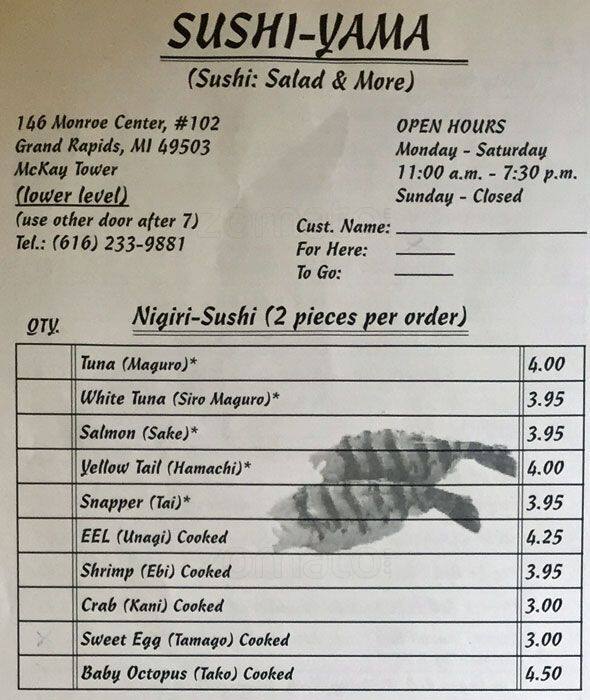 SUSHI-YAMA
(Sushi: Salad & More)
146 Monroe Center, #102
Grand Rapids, MI 49503
McKay Tower
(lower level)
(use other door after 7)
Tel.: (616) 233-9881
OPEN HOURS
Monday - Saturday
11:00 a.m. - 7:30 p.m.
Sunday - Closed
Cust. Name:
For Here:
To Go:
QTY. Nigiri-Sushi (2 pieces per order)
Tuna (Maguro)* 4.00
White Tuna (Siro Maguro)* 3.95
Salmon (Sake)* 3.95
Yellow Tail (Hamachi)* 4.00
Snapper (Tai)* 3.95
EEL (Unagi) Cooked 4.25
Shrimp (Ebi) Cooked 3.95
Crab (Kani) Cooked 3.00
Sweet Egg (Tamago) Cooked 3.00
Baby Octopus (Tako) Cooked 4.50
zomato
zomato